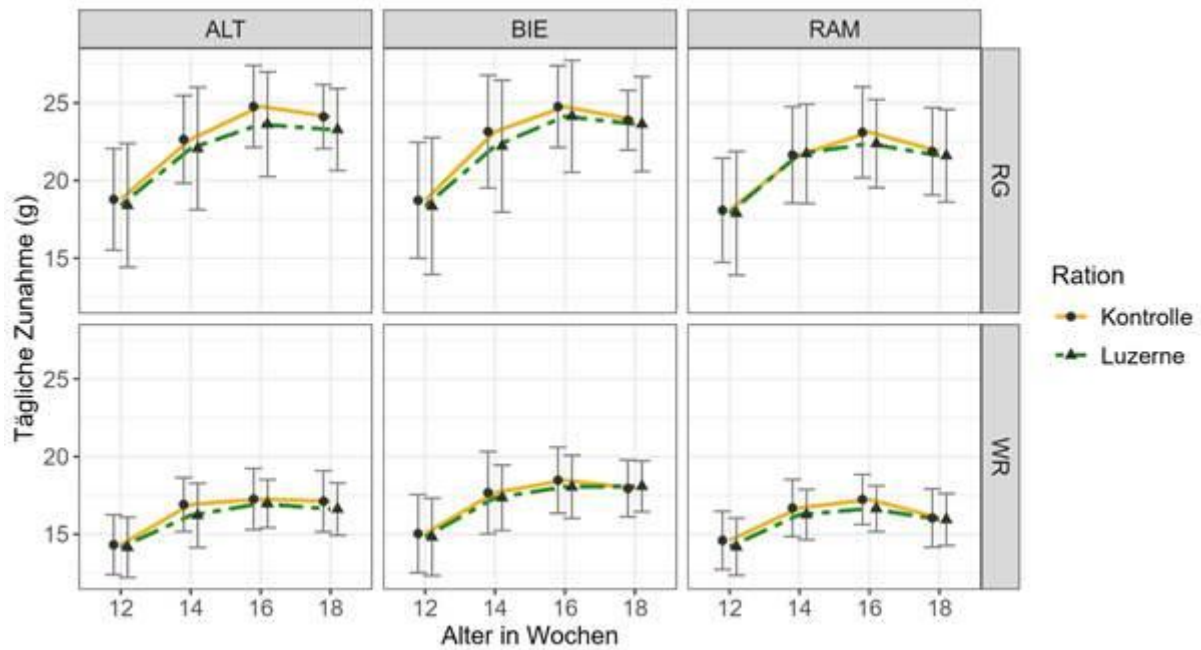 ALT BIE RAM
25
20
15
RG
25
20
15
WR
12 14 16 18 12 14 16 18 12 14 16 18
Tägliche Zunahme (g)
Alter in Wochen
Ration
Kontrolle
Luzerne